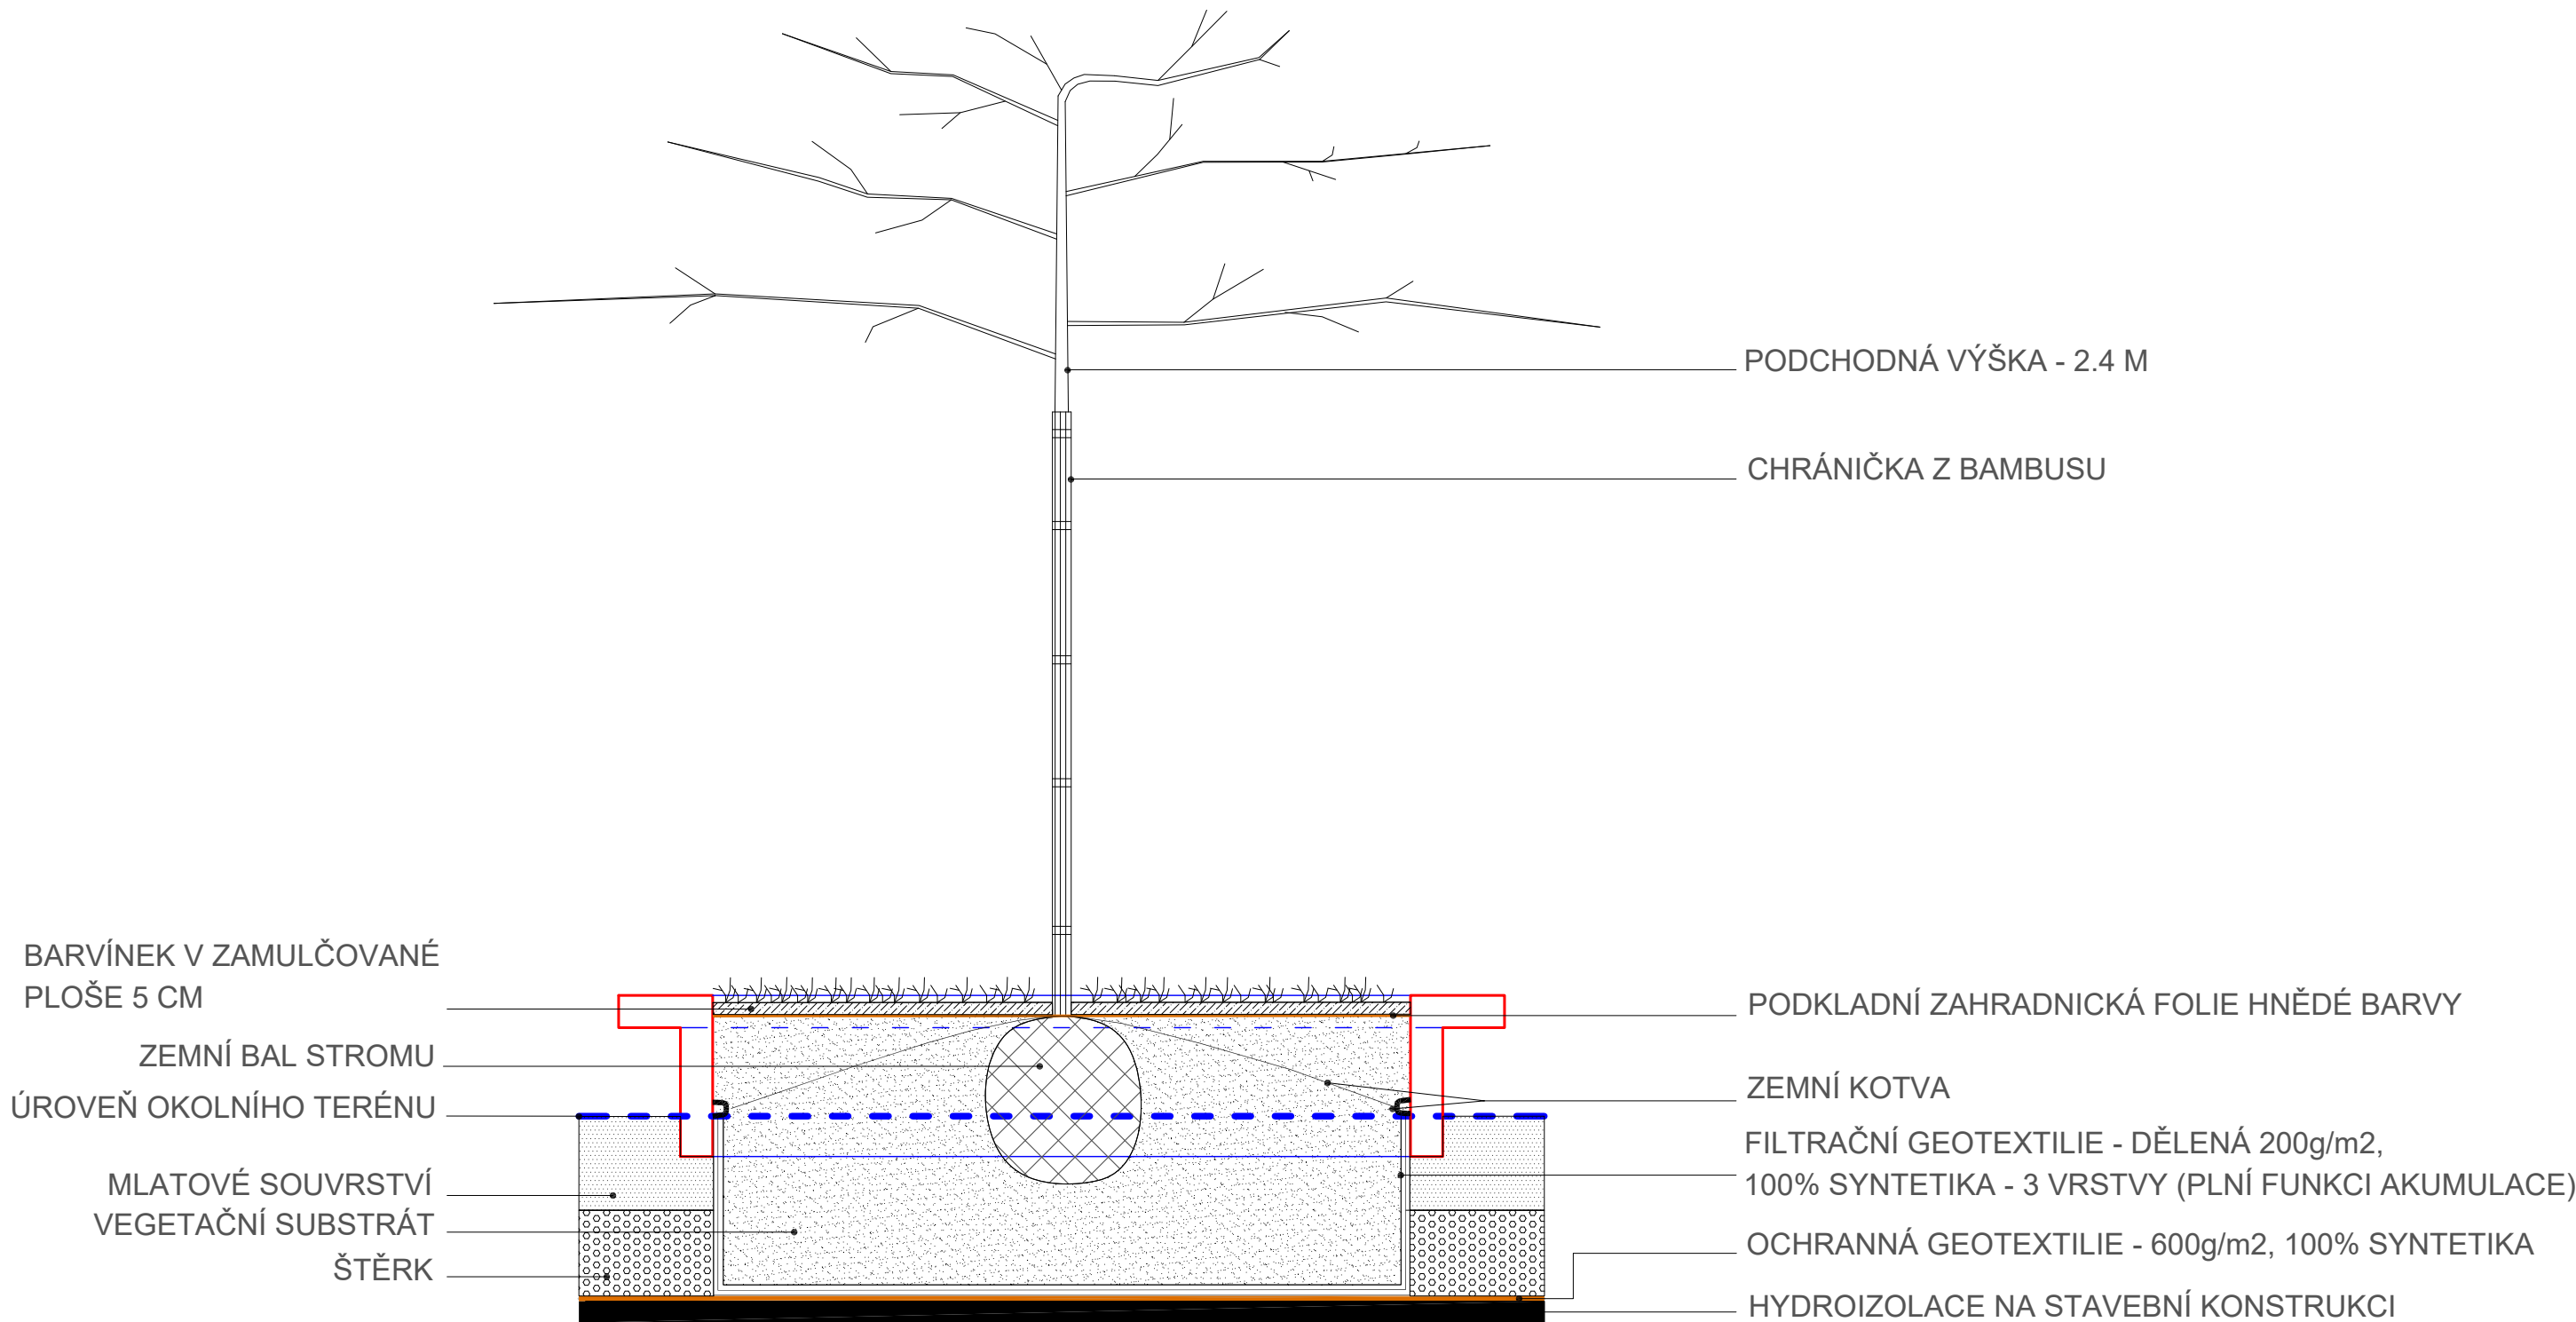 PODCHODNÁ VÝŠKA - 2.4 M
CHRÁNIČKA Z BAMBUSU
BARVÍNEK V ZAMULČOVANÉ
PLOŠE 5 CM
ZEMNÍ BAL STROMU
ÚROVEŇ OKOLNÍHO TERÉNU
MLATOVÉ SOUVRSTVÍ
VEGETAČNÍ SUBSTRÁT
ŠTĚRK
PODKLADNÍ ZAHRADNICKÁ FOLIE HNĚDÉ BARVY
ZEMNÍ KOTVA
FILTRAČNÍ GEOTEXTILIE - DĚLENÁ 200g/m2,
100% SYNTETIKA - 3 VRSTVY (PLNÍ FUNKCI AKUMULACE)
OCHRANNÁ GEOTEXTILIE - 600g/m2, 100% SYNTETIKA
HYDROIZOLACE NA STAVEBNÍ KONSTRUKCI